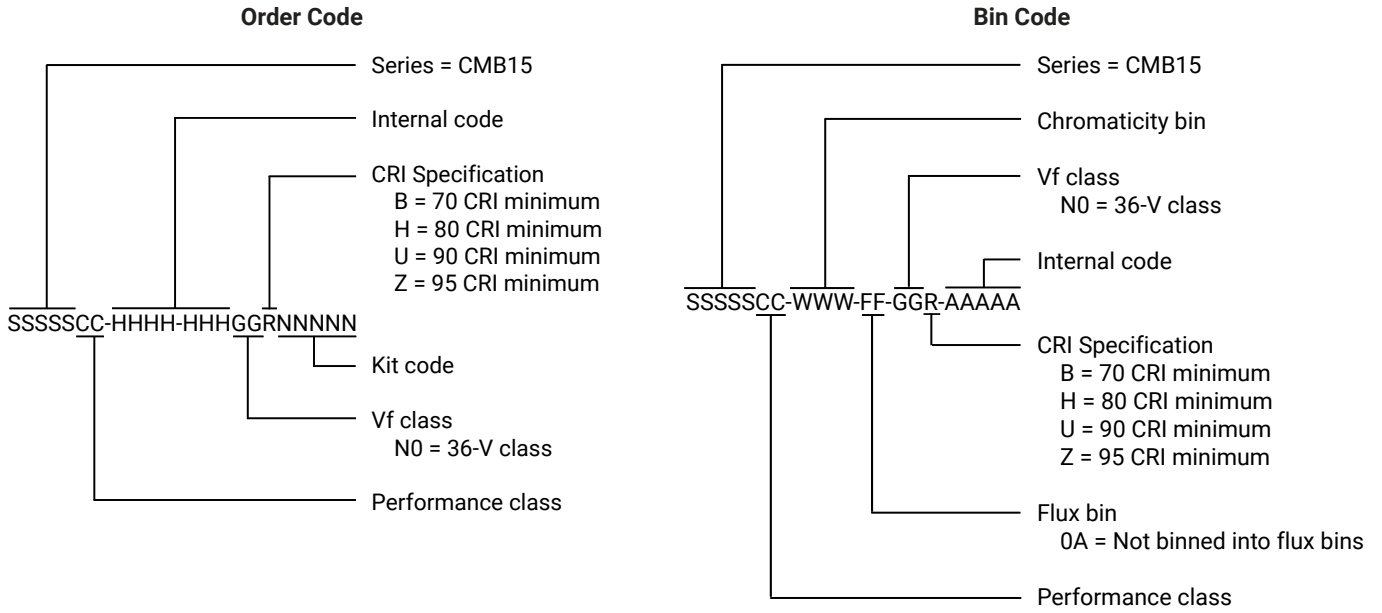 Order Code
Series = CMB15
Internal code
CRI Specification
B = 70 CRI minimum
H = 80 CRI minimum
U = 90 CRI minimum
Z = 95 CRI minimum
SSSSSCC-HHHH-HHHGGRNNNNN
Kit code
Vf class
N0 = 36-V class
Performance class
Bin Code
Series = CMB15
Chromaticity bin
Vf class
N0 = 36-V class
Internal code
SSSSSCC-WWW-FF-GGR-AAAAA
CRI Specification
B = 70 CRI minimum
H = 80 CRI minimum
U = 90 CRI minimum
Z = 95 CRI minimum
Flux bin
0A = Not binned into flux bins
Performance class